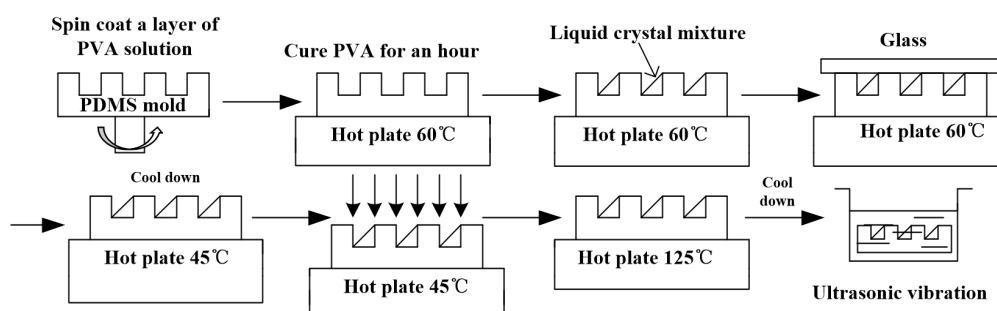 Spin coat a layer of
PVA solution
PDMS mold
Cure PVA for an hour
Hot plate 60℃
Liquid crystal mixture
Hot plate 60℃
Glass
Hot plate 60℃
Cool down
Hot plate 45℃
Hot plate 45℃
Hot plate 125℃
Cool
down
Ultrasonic vibration